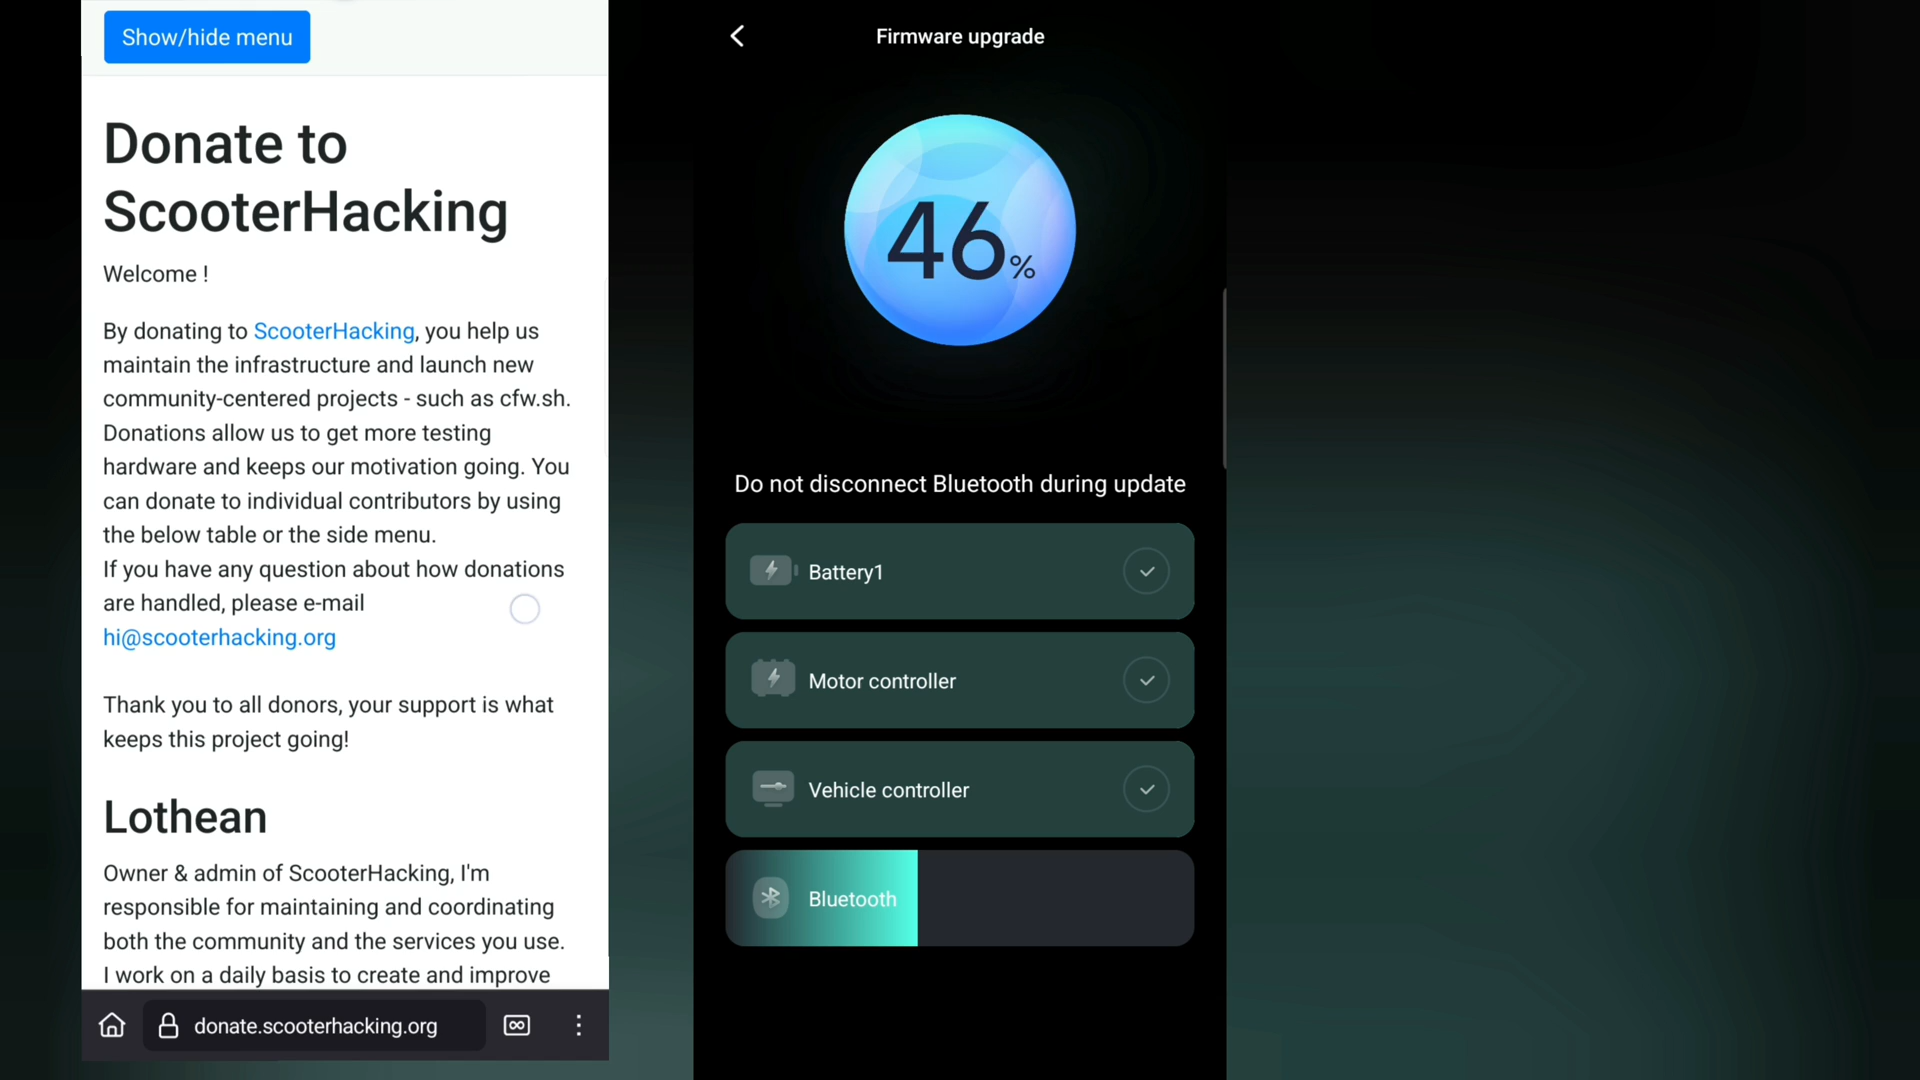 Show/hide menu
Donate to
ScooterHacking
Welcome !
By donating to ScooterHacking, you help us
maintain the infrastructure and launch new
community-centered projects - such as cfw.sh.
Donations allow us to get more testing
hardware and keeps our motivation going. You
can donate to individual contributors by using
the below table or the side menu.
If you have any question about how donations
are handled, please e-mail
hi@scooterhacking.org
Thank you to all donors, your support is what
keeps this project going!
Lothean
Owner & admin of ScooterHacking, I'm
responsible for maintaining and coordinating
both the community and the services you use.
I work on a daily basis to create and improve
donate.scooterhacking.org
Firmware upgrade
46%
Do not disconnect Bluetooth during update
Battery1
Motor controller
Vehicle controller
Bluetooth